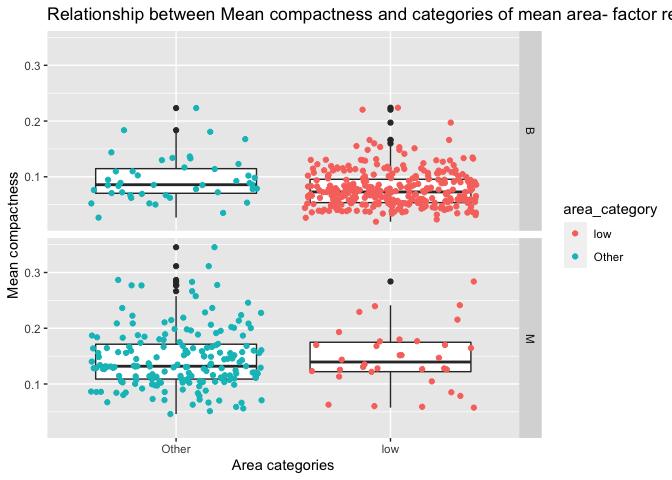 Relationship between Mean compactness and categories of mean area- factor re
0.3
0.2
0.1
B
0.3
0.2
0.1
M
Mean compactness
Other
low
Area categories
area_category
low
Other